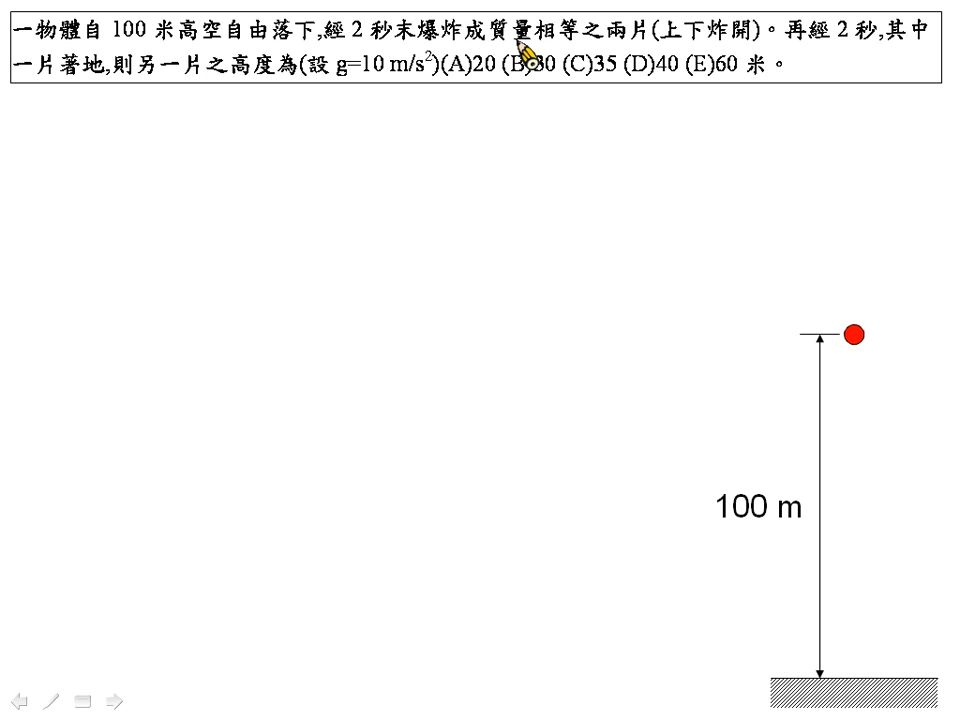 一物體自 100 米高空自由落下,經 2 秒末爆炸成質量相等之兩片(上下炸開)。再經 2 秒,其中
一片著地,則另一片之高度為(設 g=10 m/s²)(A)20 (B)30 (C)35 (D)40 (E)60 米。
100 m